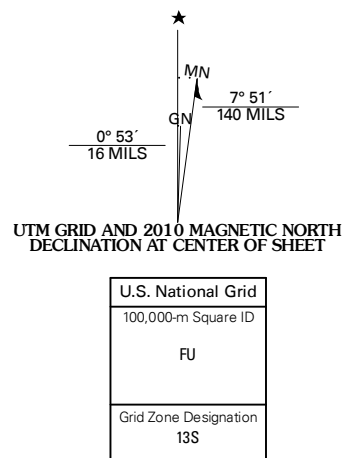 MN
GN
7° 51´
140 MILS
0° 53´
16 MILS
UTM GRID AND 2010 MAGNETIC NORTH
DECLINATION AT CENTER OF SHEET
U.S. National Grid
100,000-m Square ID
FU
Grid Zone Designation
13S